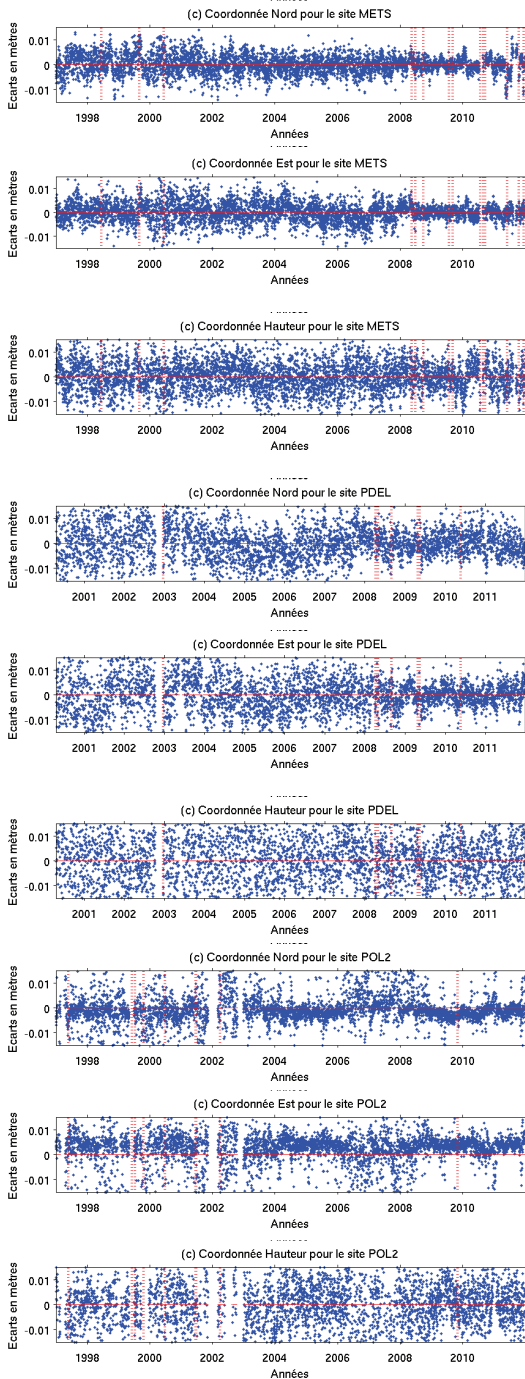 (c) Coordonnée Nord pour le site METS
Ecarts en mètres
0.01
0
-0.01
1998 2000 2002 2004 2006 2008 2010
Années
(c) Coordonnée Est pour le site METS
Ecarts en mètres
0.01
0
-0.01
1998 2000 2002 2004 2006 2008 2010
Années
(c) Coordonnée Hauteur pour le site METS
Ecarts en mètres
0.01
0
-0.01
1998 2000 2002 2004 2006 2008 2010
Années
(c) Coordonnée Nord pour le site PDEL
Ecarts en mètres
0.01
0
-0.01
2001 2002 2003 2004 2005 2006 2007 2008 2009 2010 2011
Années
(c) Coordonnée Est pour le site PDEL
Ecarts en mètres
0.01
0
-0.01
2001 2002 2003 2004 2005 2006 2007 2008 2009 2010 2011
Années
(c) Coordonnée Hauteur pour le site PDEL
Ecarts en mètres
0.01
0
-0.01
2001 2002 2003 2004 2005 2006 2007 2008 2009 2010 2011
Années
(c) Coordonnée Nord pour le site POL2
Ecarts en mètres
0.01
0
-0.01
1998 2000 2002 2004 2006 2008 2010
Années
(c) Coordonnée Est pour le site POL2
Ecarts en mètres
0.01
0
-0.01
1998 2000 2002 2004 2006 2008 2010
Années
(c) Coordonnée Hauteur pour le site POL2
Ecarts en mètres
0.01
0
-0.01
1998 2000 2002 2004 2006 2008 2010
Années